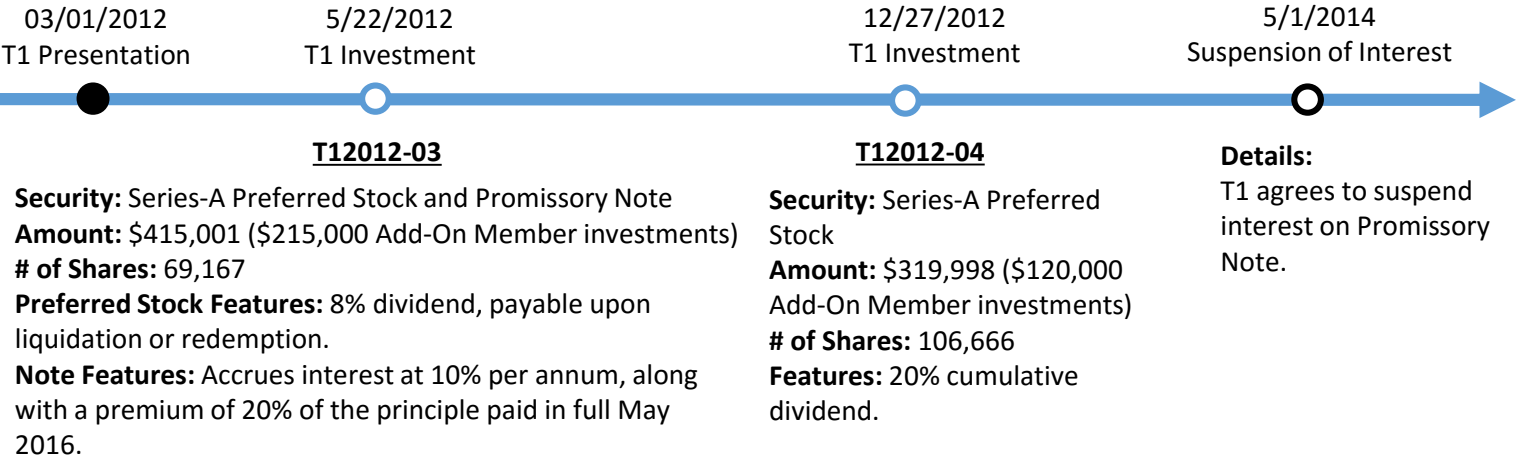 03/01/2012
T1 Presentation
5/22/2012
T1 Investment
12/27/2012
T1 Investment
5/1/2014
Suspension of Interest
T12012-03
Security: Series-A Preferred Stock and Promissory Note
Amount: $415,001 ($215,000 Add-On Member investments)
# of Shares: 69,167
Preferred Stock Features: 8% dividend, payable upon
liquidation or redemption.
Note Features: Accrues interest at 10% per annum, along
with a premium of 20% of the principle paid in full May
2016.
T12012-04
Security: Series-A Preferred
Stock
Amount: $319,998 ($120,000
Add-On Member investments)
# of Shares: 106,666
Features: 20% cumulative
dividend.
Details:
T1 agrees to suspend
interest on Promissory
Note.